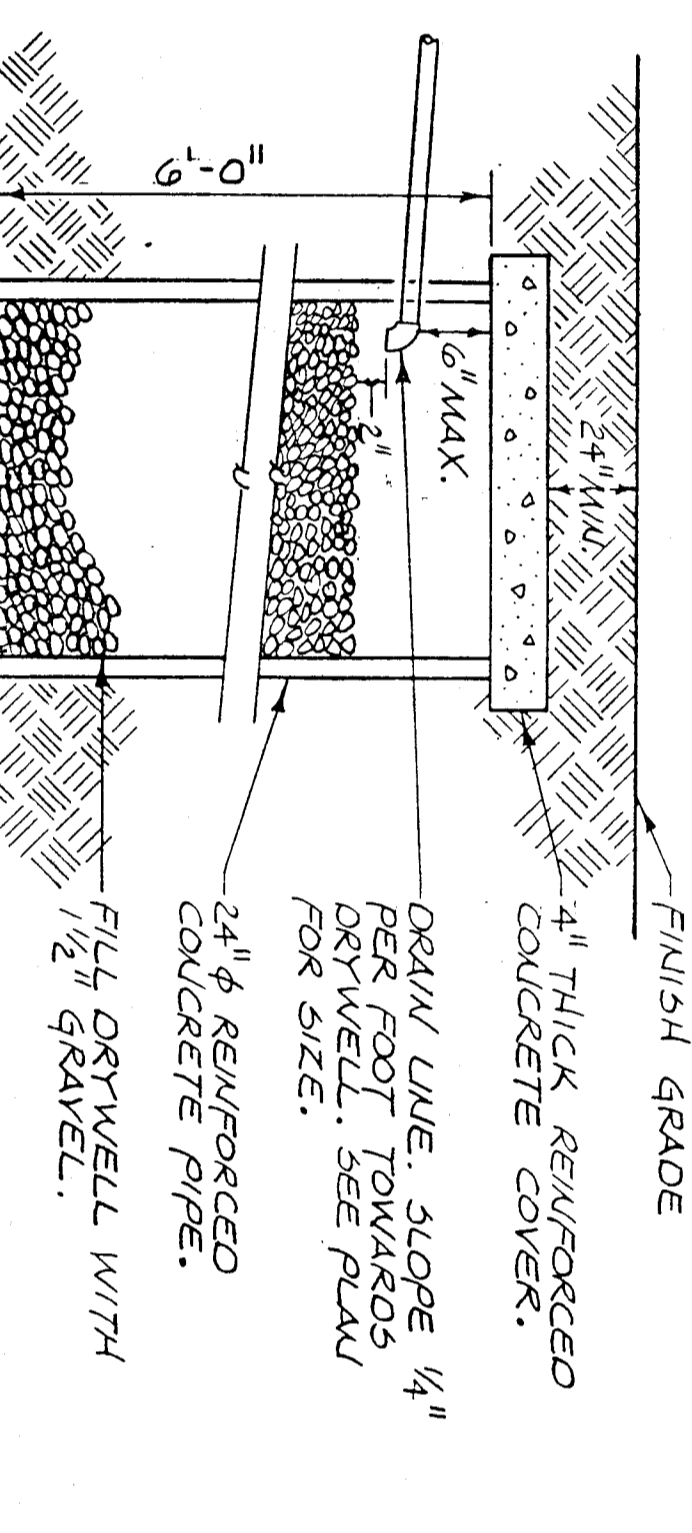 FINISH GRADE
24" MIN.
4" THICK REINFORCED
CONCRETE COVER.
6" MAX.
DRAIN LINE. SLOPE 1/4"
PER FOOT TOWARDS
DRYWELL. SEE PLAN
FOR SIZE.
2"
6'-0"
24" ϕ REINFORCED
CONCRETE PIPE.
FILL DRYWELL WITH
1 1/2" GRAVEL.